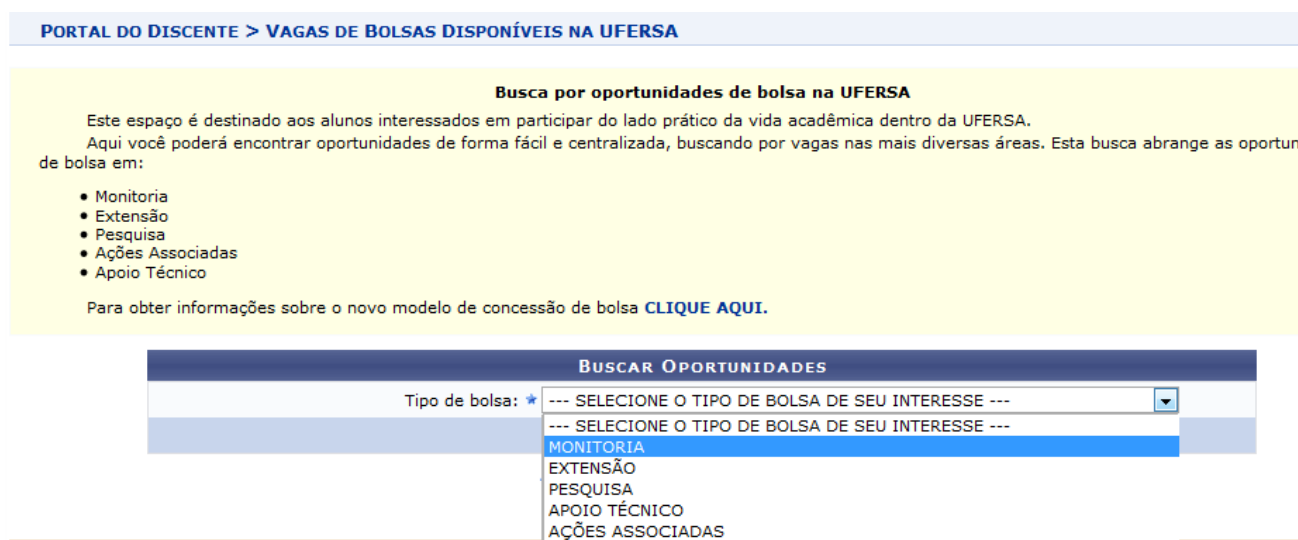 PORTAL DO DISCENTE > VAGAS DE BOLSAS DISPONÍVEIS NA UFERSA
Busca por oportunidades de bolsa na UFERSA
Este espaço é destinado aos alunos interessados em participar do lado prático da vida acadêmica dentro da UFERSA.
Aqui você poderá encontrar oportunidades de forma fácil e centralizada, buscando por vagas nas mais diversas áreas. Esta busca abrange as oportun
de bolsa em:
• Monitoria
• Extensão
• Pesquisa
• Ações Associadas
• Apoio Técnico
Para obter informações sobre o novo modelo de concessão de bolsa CLIQUE AQUI.
BUSCAR OPORTUNIDADES
Tipo de bolsa: --- SELECIONE O TIPO DE BOLSA DE SEU INTERESSE ---
--- SELECIONE O TIPO DE BOLSA DE SEU INTERESSE ---
MONITORIA
EXTENSÃO
PESQUISA
APOIO TÉCNICO
AÇÕES ASSOCIADAS